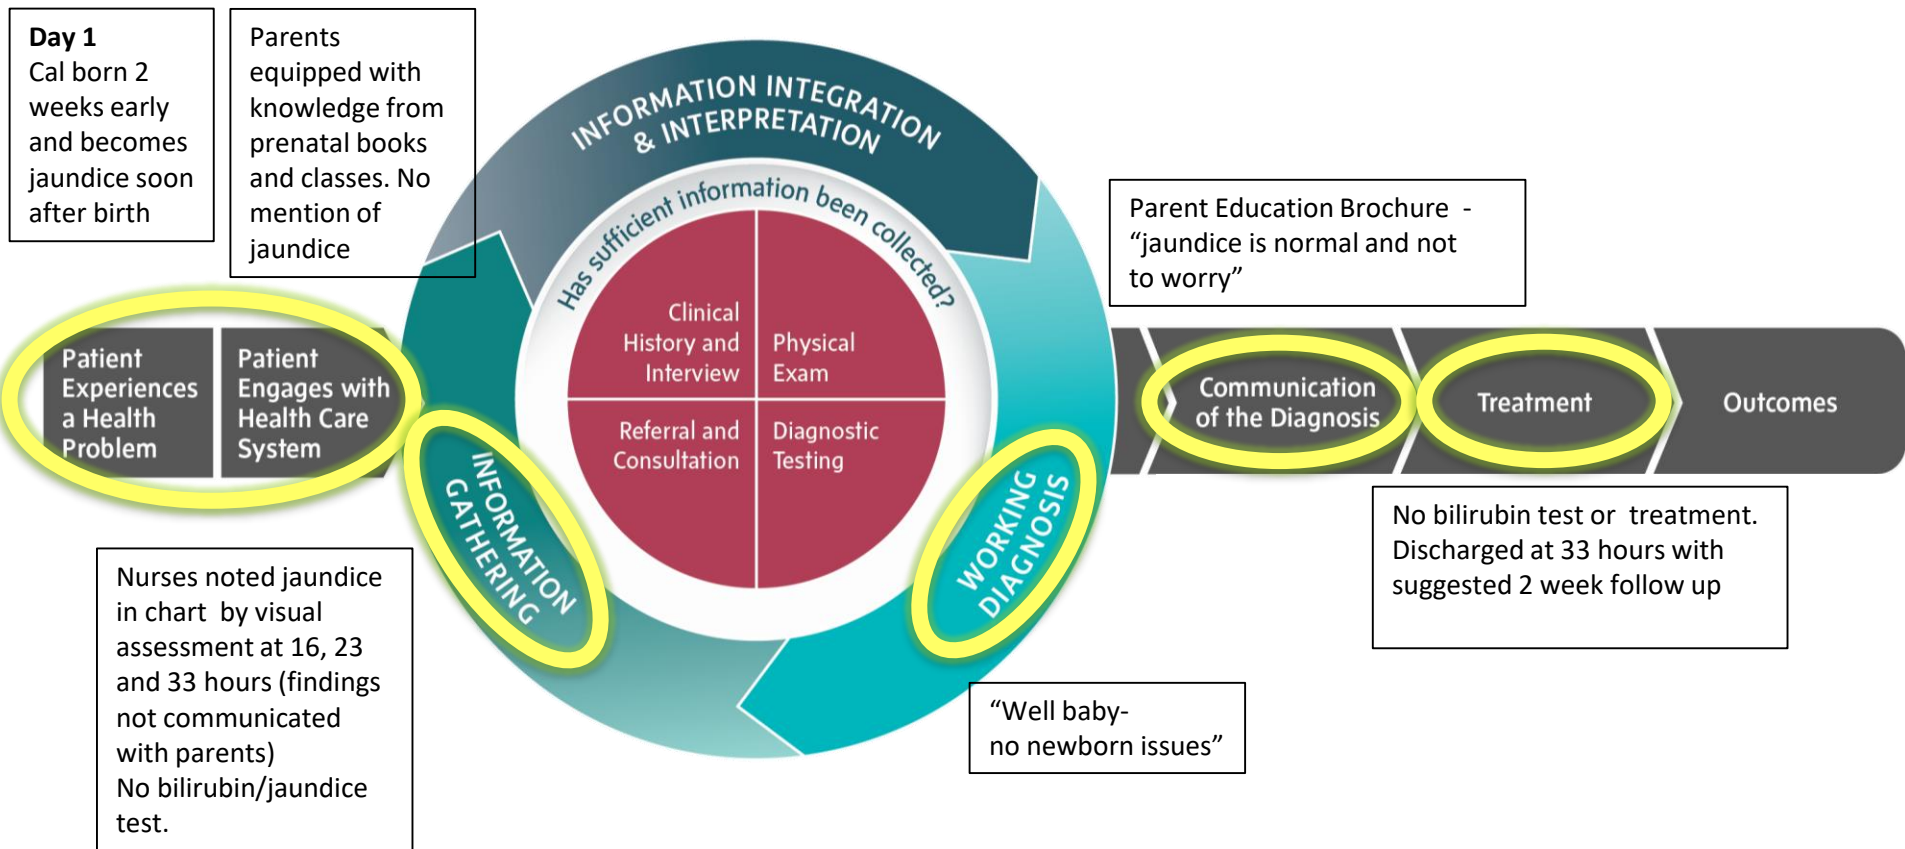 Day 1
Cal born 2
weeks early
and becomes
jaundice soon
after birth
Parents
equipped with
knowledge from
prenatal books
and classes. No
mention of
jaundice
INFORMATION INTEGRATION
& INTERPRETATION
Has sufficient information been collected?
Clinical
History and
Interview
Physical
Exam
Referral and
Consultation
Diagnostic
Testing
Parent Education Brochure -
“jaundice is normal and not
to worry”
Patient
Experiences
a Health
Problem
Patient
Engages with
Health Care
System
INFORMATION
GATHERING
WORKING
DIAGNOSIS
Communication
of the Diagnosis
Treatment
Outcomes
Nurses noted jaundice
in chart by visual
assessment at 16, 23
and 33 hours (findings
not communicated
with parents)
No bilirubin/jaundice
test.
“Well baby-
no newborn issues”
No bilirubin test or treatment.
Discharged at 33 hours with
suggested 2 week follow up